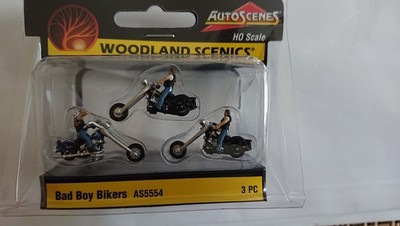 AUTOSCENES®
HO Scale
WOODLAND SCENICS®
Bad Boy Bikers AS5554 3 PC